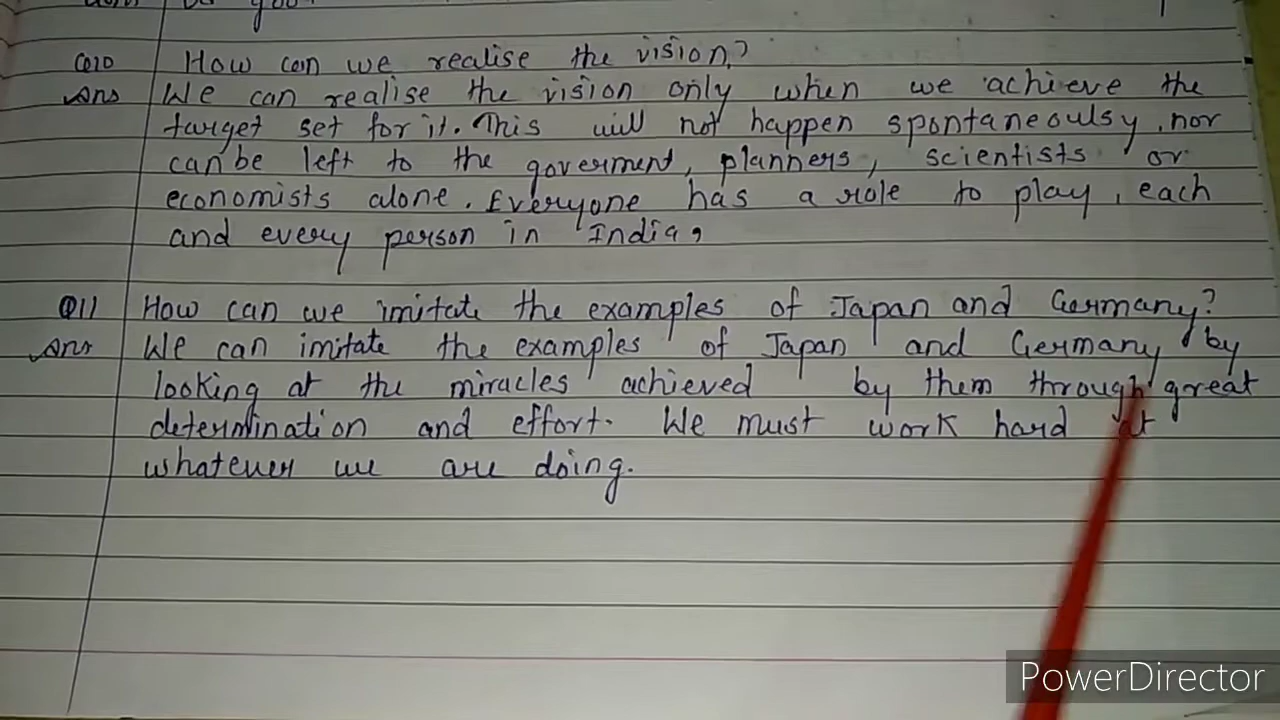 you
Q10 How can we realise the vision?
Ans We can realise the vision only when we achieve the
target set for it. This will not happen spontaneoulsy, nor
can be left to the goverment, planners, scientists or
economists alone. Everyone has a role to play, each
and every person in India,
Q11 How can we imitate the examples of Japan and Germany?
Ans We can imitate the examples of Japan and Germany by
looking at the miracles achieved by them through great
determination and effort. We must work hard at
whatever we are doing.
PowerDirector